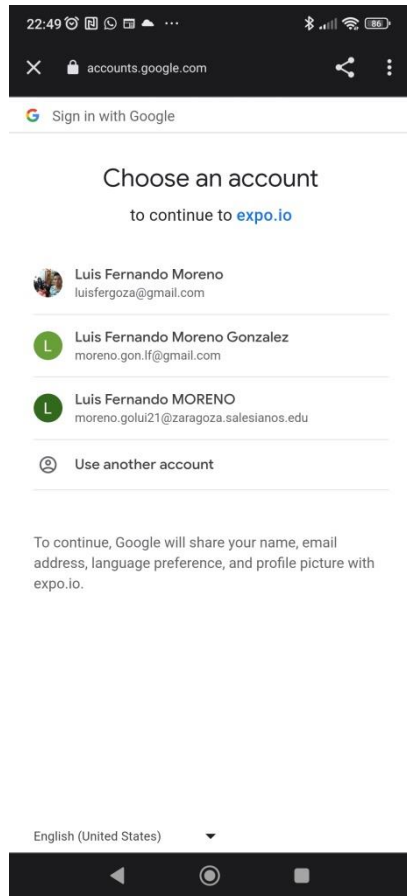 22:49
86
accounts.google.com
Sign in with Google
Choose an account
to continue to expo.io
Luis Fernando Moreno
luisfergoza@gmail.com
L
Luis Fernando Moreno Gonzalez
moreno.gon.lf@gmail.com
L
Luis Fernando MORENO
moreno.golui21@zaragoza.salesianos.edu
Use another account
To continue, Google will share your name, email
address, language preference, and profile picture with
expo.io.
English (United States)